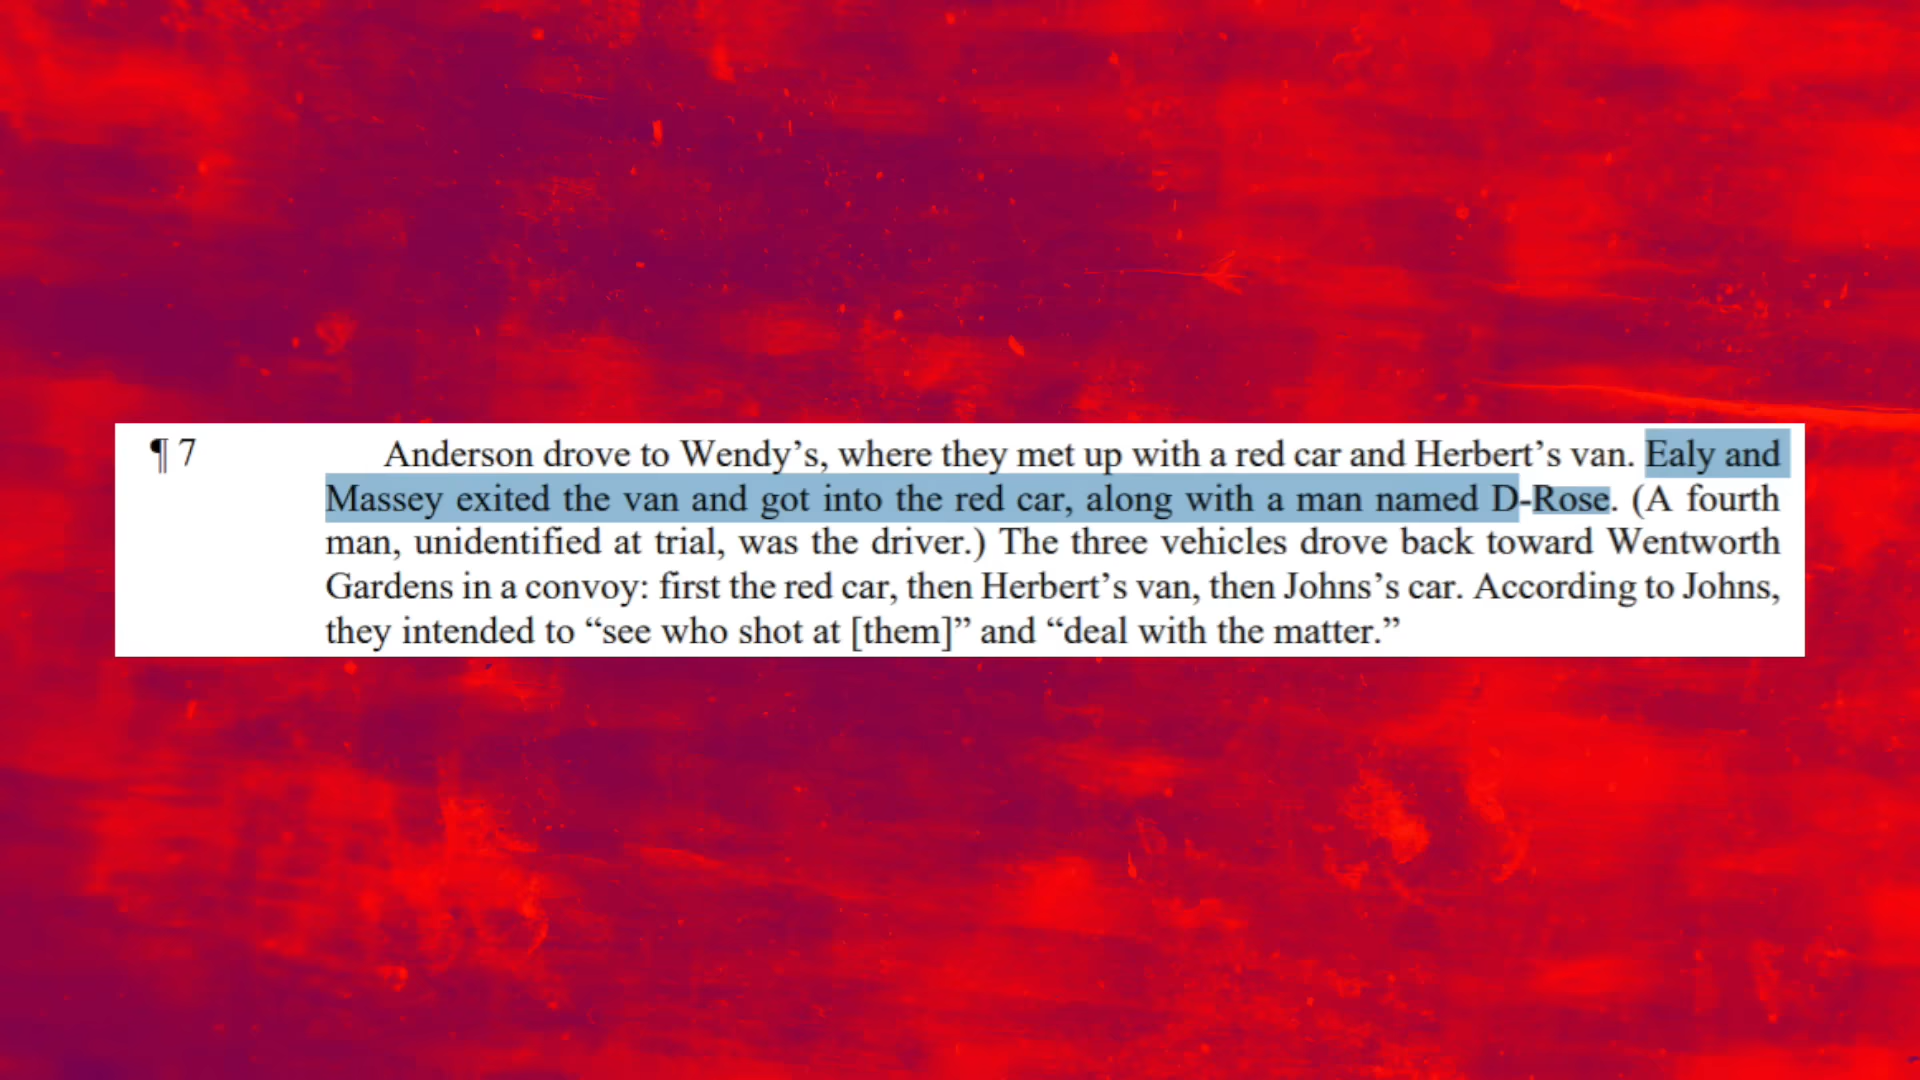 ¶ 7 Anderson drove to Wendy’s, where they met up with a red car and Herbert’s van. Ealy and
Massey exited the van and got into the red car, along with a man named D-Rose. (A fourth
man, unidentified at trial, was the driver.) The three vehicles drove back toward Wentworth
Gardens in a convoy: first the red car, then Herbert’s van, then Johns’s car. According to Johns,
they intended to “see who shot at [them]” and “deal with the matter.”